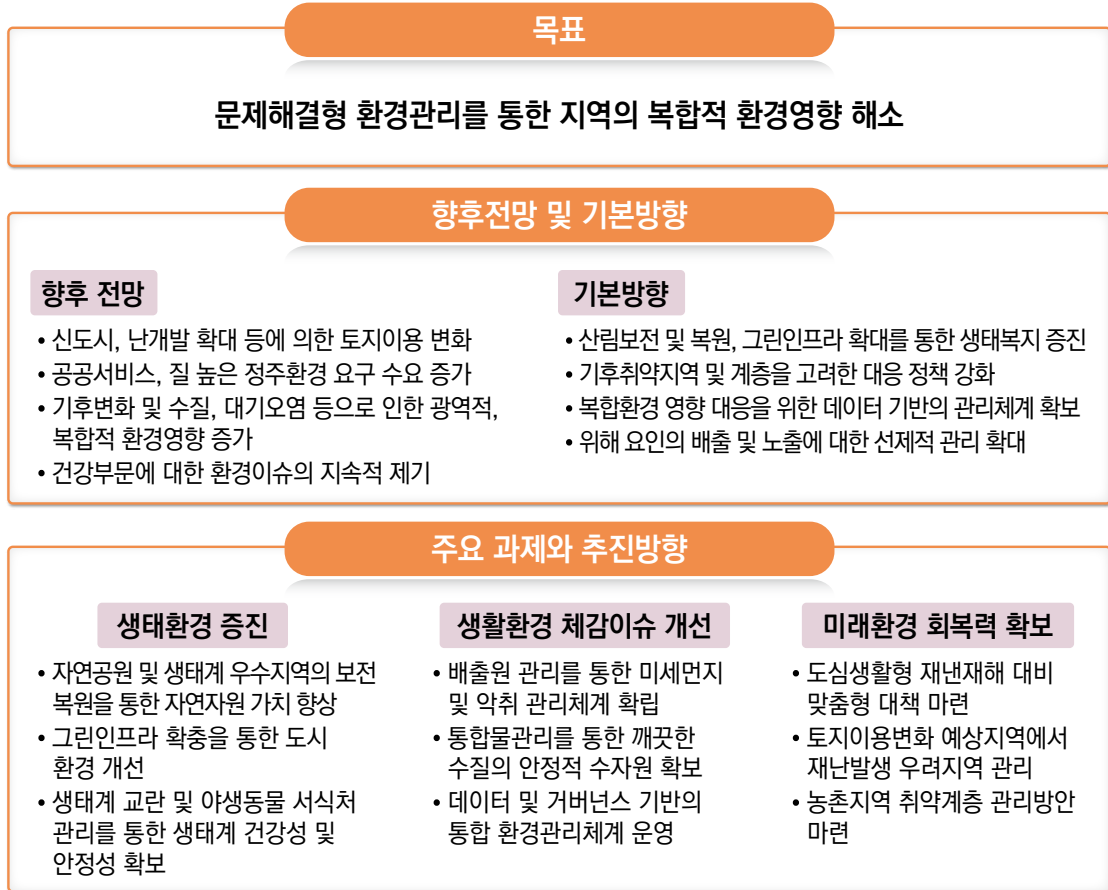 목표
문제해결형 환경관리를 통한 지역의 복합적 환경영향 해소
향후전망 및 기본방향
향후 전망
• 신도시, 난개발 확대 등에 의한 토지이용 변화
• 공공서비스, 질 높은 정주환경 요구 수요 증가
• 기후변화 및 수질, 대기오염 등으로 인한 광역적,
복합적 환경영향 증가
• 건강부문에 대한 환경이슈의 지속적 제기
기본방향
• 산림보전 및 복원, 그린인프라 확대를 통한 생태복지 증진
• 기후취약지역 및 계층을 고려한 대응 정책 강화
• 복합환경 영향 대응을 위한 데이터 기반의 관리체계 확보
• 위해 요인의 배출 및 노출에 대한 선제적 관리 확대
주요 과제와 추진방향
생태환경 증진
• 자연공원 및 생태계 우수지역의 보전
복원을 통한 자연자원 가치 향상
• 그린인프라 확충을 통한 도시
환경 개선
• 생태계 교란 및 야생동물 서식처
관리를 통한 생태계 건강성 및
안정성 확보
생활환경 체감이슈 개선
• 배출원 관리를 통한 미세먼지
및 악취 관리체계 확립
• 통합물관리를 통한 깨끗한
수질의 안정적 수자원 확보
• 데이터 및 거버넌스 기반의
통합 환경관리체계 운영
미래환경 회복력 확보
• 도심생활형 재낸재해 대비
맞춤형 대책 마련
• 토지이용변화 예상지역에서
재난발생 우려지역 관리
• 농촌지역 취약계층 관리방안
마련